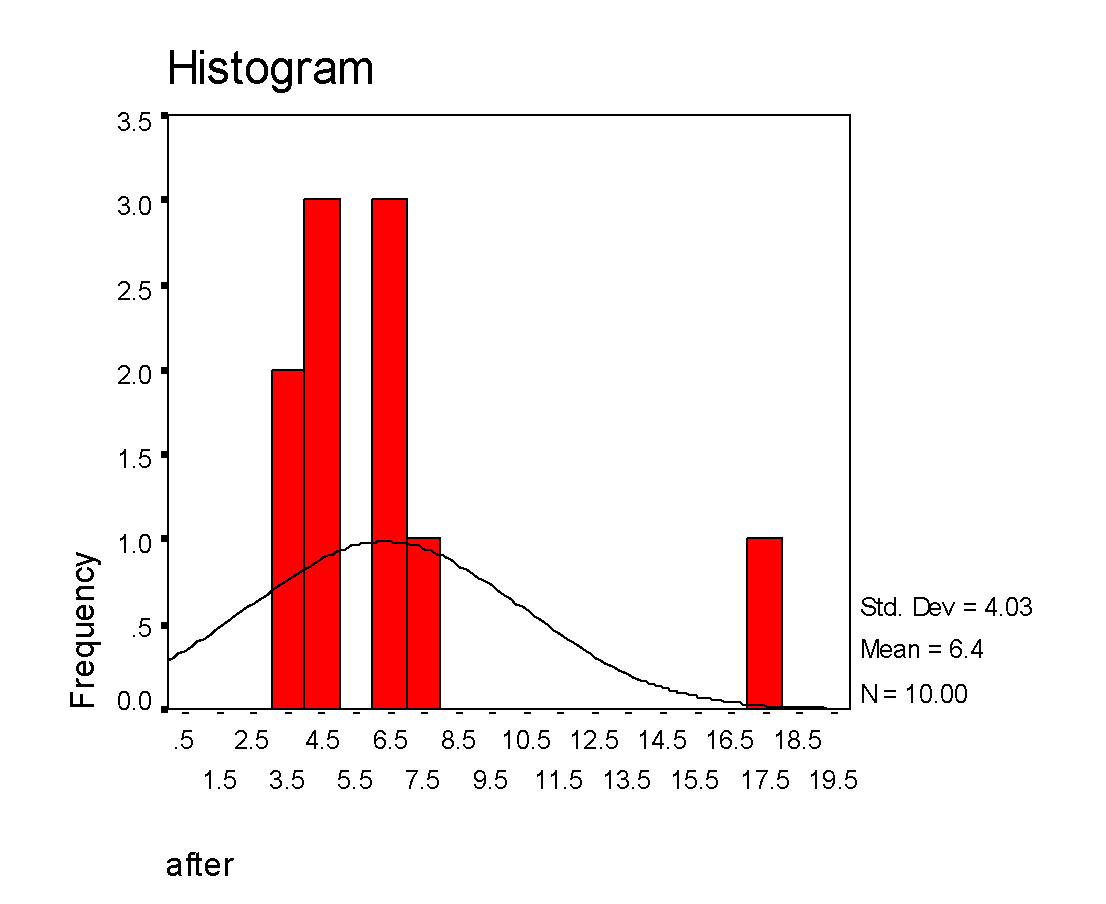 Histogram
3.5
3.0
2.5
2.0
1.5
1.0
.5
0.0
Frequency
Std. Dev = 4.03
Mean = 6.4
N = 10.00
.5 2.5 4.5 6.5 8.5 10.5 12.5 14.5 16.5 18.5
1.5 3.5 5.5 7.5 9.5 11.5 13.5 15.5 17.5 19.5
after